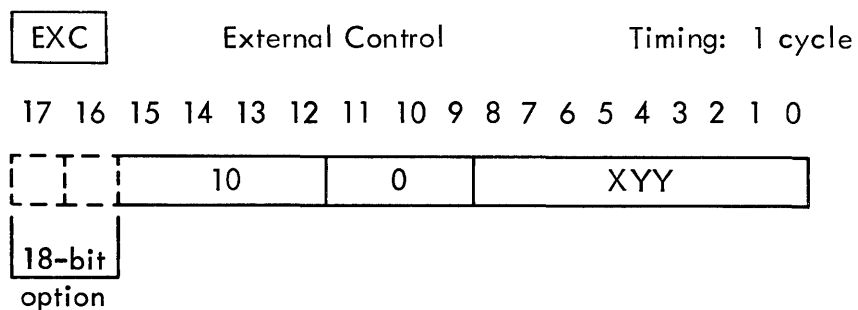 EXC External Control Timing: 1 cycle
17 16 15 14 13 12 11 10 9 8 7 6 5 4 3 2 1 0
10 0 XYY
18-bit
option